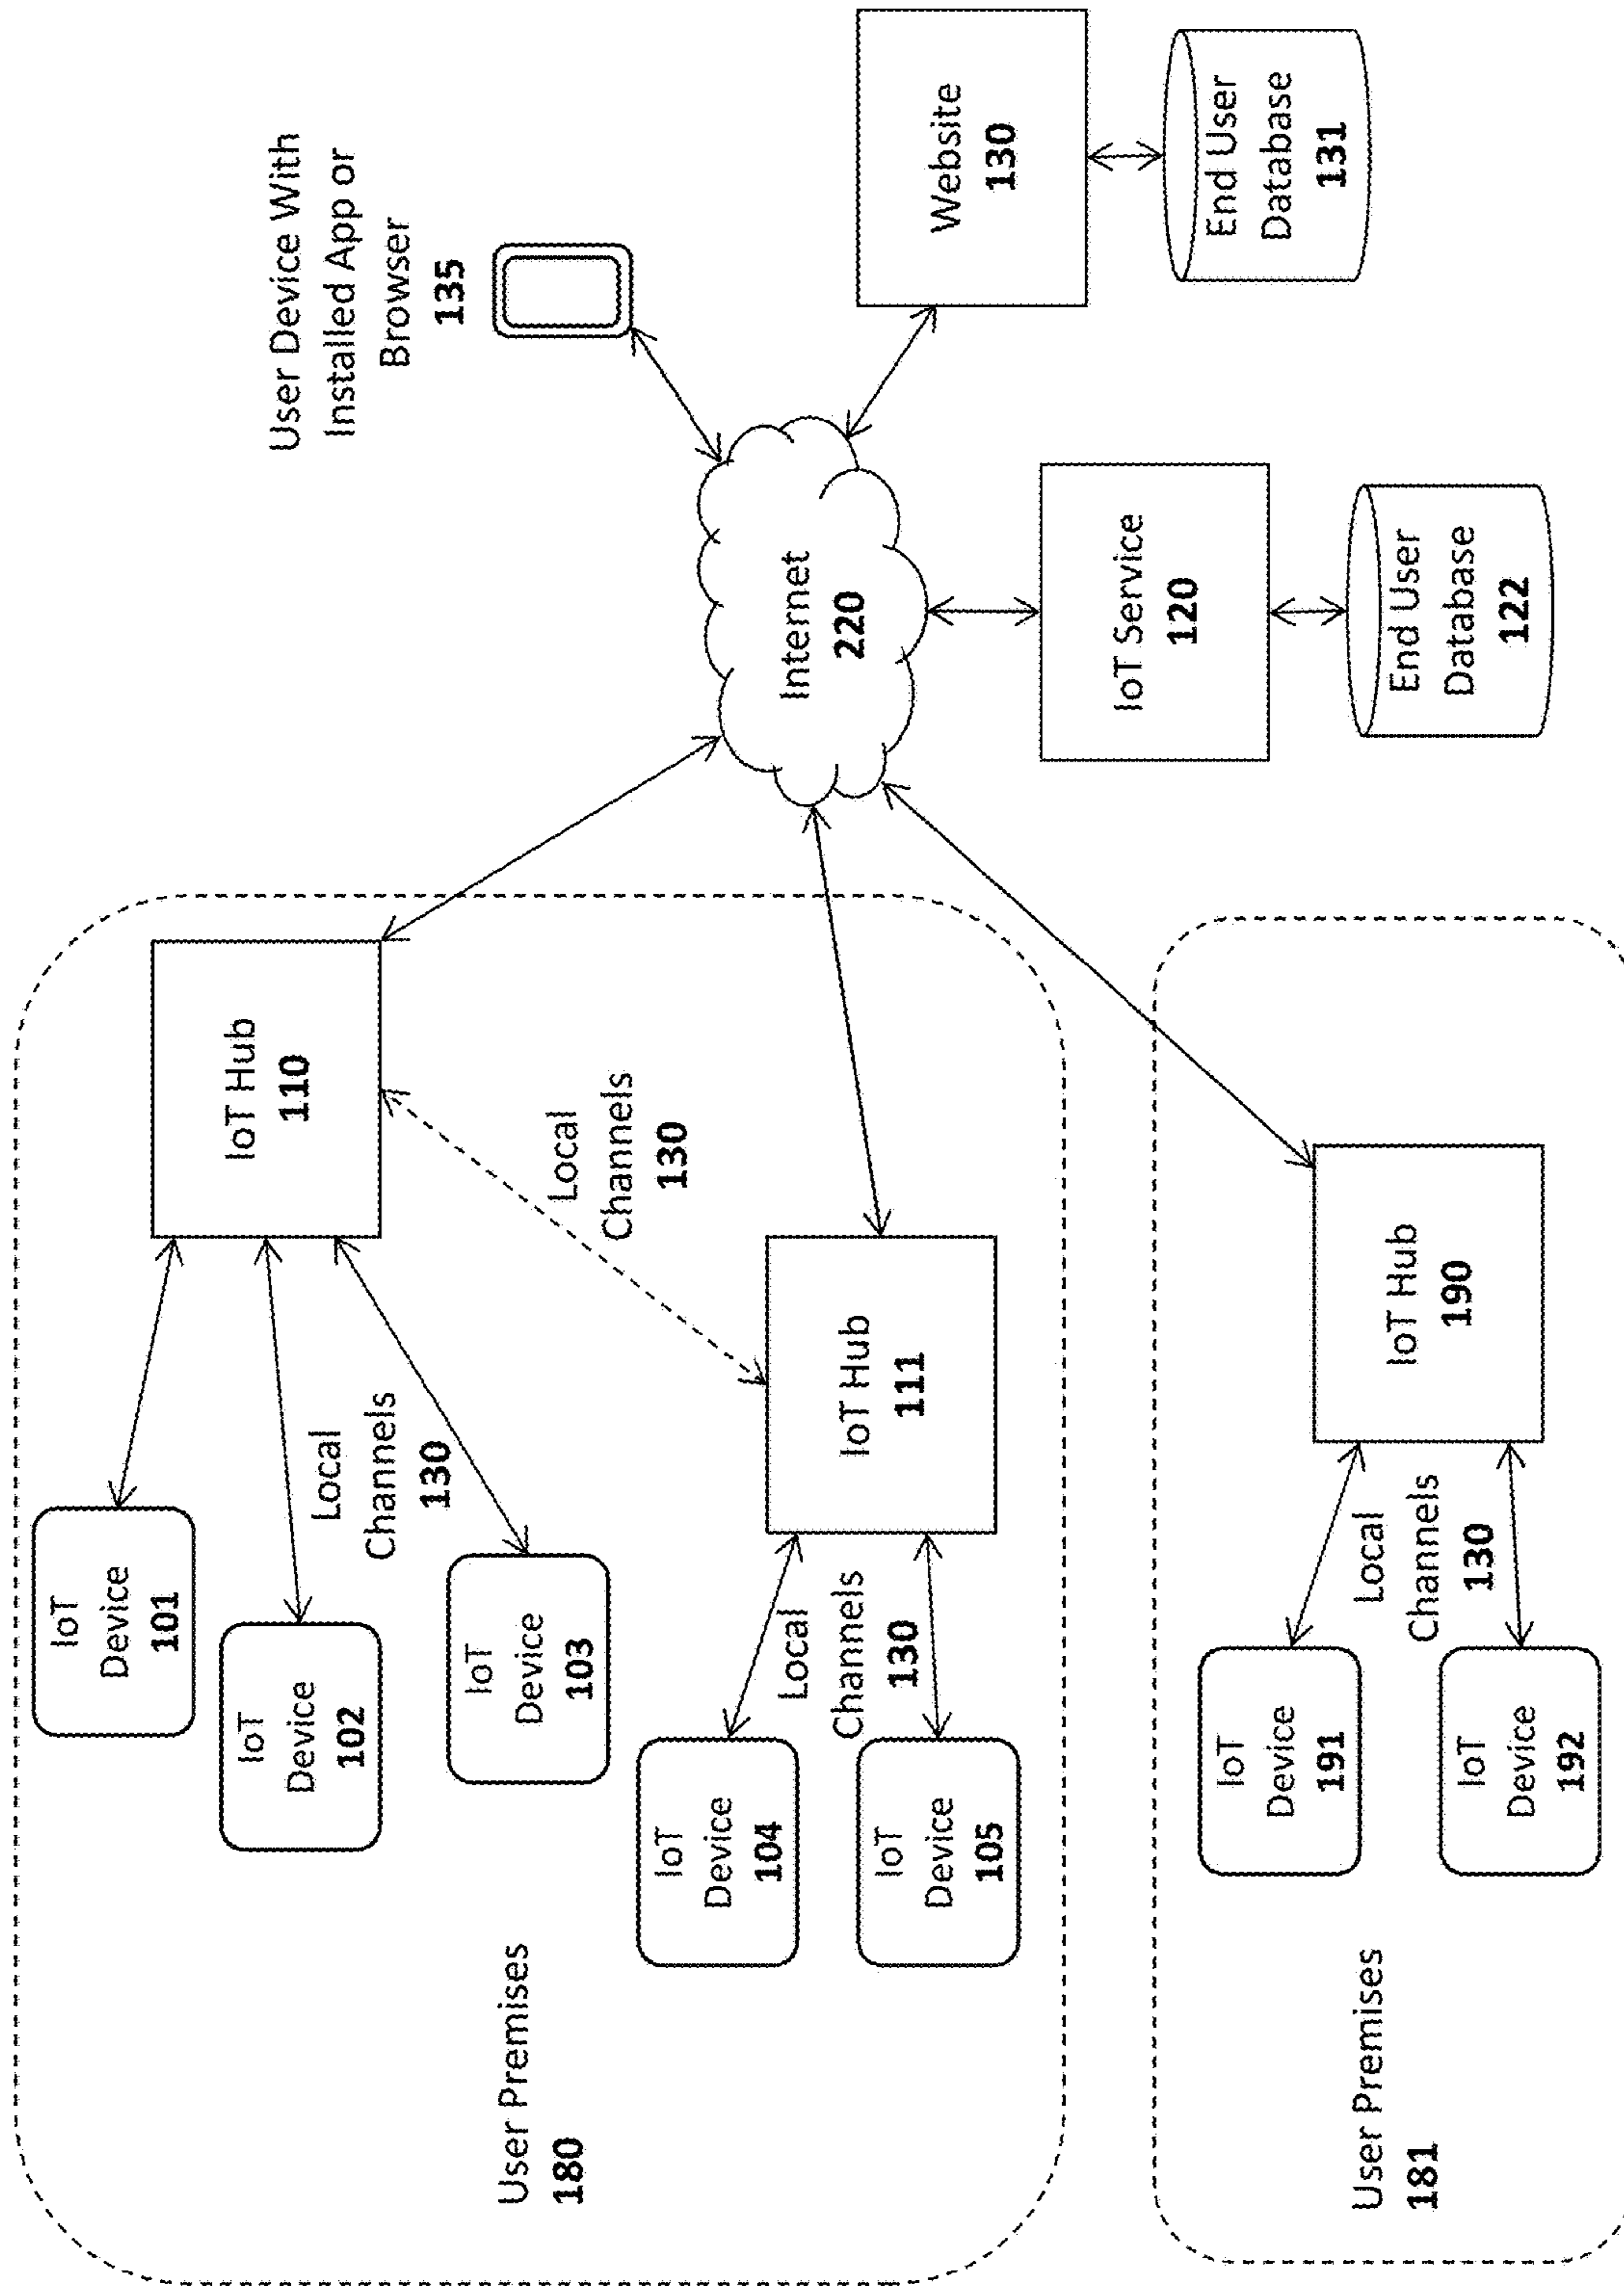 IoT
Device
101
IoT
Device
102
IoT
Device
103
Local
Channels
130
IoT Hub
110
User Device With
Installed App or
Browser
135
User Premises
180
Local
Channels
130
IoT
Device
104
IoT
Device
105
Local
Channels
130
IoT Hub
111
Internet
220
Website
130
End User
Database
131
IoT Service
120
End User
Database
122
User Premises
181
IoT
Device
191
IoT
Device
192
Local
Channels
130
IoT Hub
190